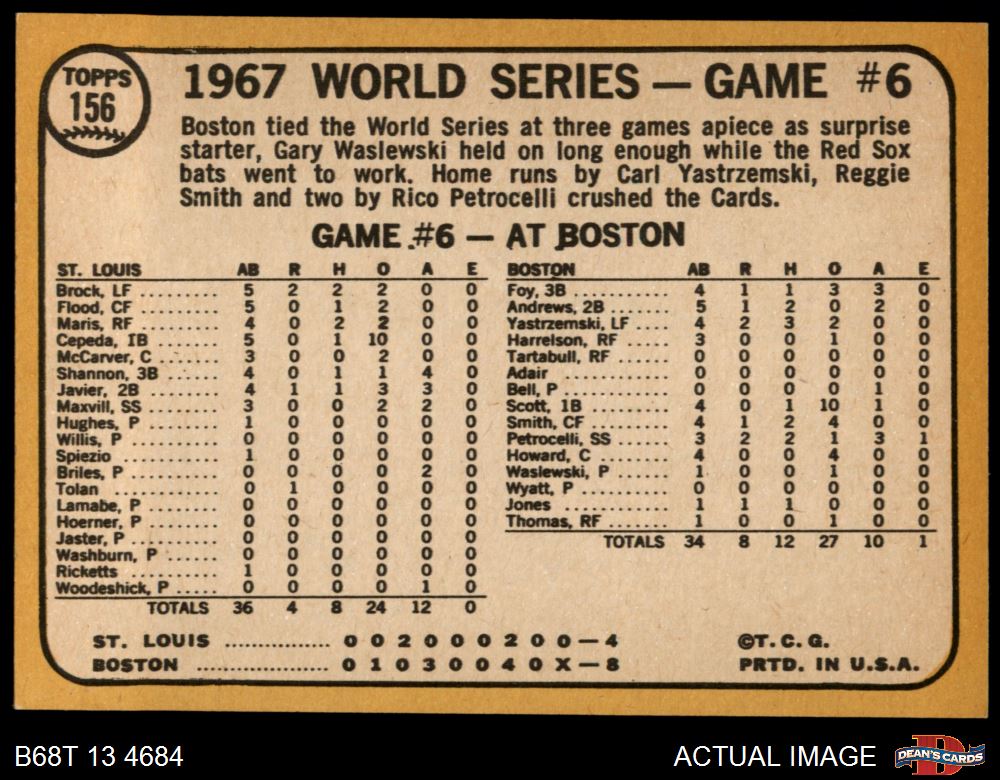 TOPPS
156
1967 WORLD SERIES — GAME #6
Boston tied the World Series at three games apiece as surprise
starter, Gary Waslewski held on long enough while the Red Sox
bats went to work. Home runs by Carl Yastrzemski, Reggie
Smith and two by Rico Petrocelli crushed the Cards.
GAME #6 — AT BOSTON
ST. LOUIS AB R H O A E
Brock, LF .......... 5 2 2 2 0 0
Flood, CF .......... 5 0 1 2 0 0
Maris, RF .......... 4 0 2 2 0 0
Cepeda, 1B ........ 5 0 1 10 0 0
McCarver, C ....... 3 0 0 2 0 0
Shannon, 3B ...... 4 0 1 1 4 0
Javier, 2B .......... 4 1 1 3 3 0
Maxvill, SS ......... 3 0 0 2 2 0
Hughes, P .......... 1 0 0 0 0 0
Willis, P ............ 0 0 0 0 0 0
Spiezio .............. 1 0 0 0 0 0
Briles, P ............ 0 0 0 0 2 0
Tolan ............... 0 1 0 0 0 0
Lamabe, P .......... 0 0 0 0 0 0
Hoerner, P ......... 0 0 0 0 0 0
Jaster, P ............ 0 0 0 0 0 0
Washburn, P ...... 0 0 0 0 0 0
Ricketts ............ 1 0 0 0 0 0
Woodeshick, P ..... 0 0 0 0 1 0
TOTALS 36 4 8 24 12 0
BOSTON AB R H O A E
Foy, 3B ............. 4 1 1 3 3 0
Andrews, 2B ....... 5 1 2 0 2 0
Yastrzemski, LF .... 4 2 3 2 0 0
Harrelson, RF ...... 3 0 0 1 0 0
Tartabull, RF ....... 0 0 0 0 0 0
Adair ............... 0 0 0 0 0 0
Bell, P .............. 0 0 0 0 1 0
Scott, 1B ........... 4 0 1 10 1 0
Smith, CF .......... 4 1 2 4 0 0
Petrocelli, SS ....... 3 2 2 1 3 1
Howard, C .......... 4 0 0 4 0 0
Waslewski, P ....... 1 0 0 1 0 0
Wyatt, P ............ 0 0 0 0 0 0
Jones ............... 1 1 1 0 0 0
Thomas, RF ........ 1 0 0 1 0 0
TOTALS 34 8 12 27 10 1
ST. LOUIS ............... 0 0 2 0 0 0 2 0 0 — 4
BOSTON ................... 0 1 0 3 0 0 4 0 X — 8
©T.C.G.
PRTD. IN U.S.A.
B68T 13 4684
ACTUAL IMAGE
DEAN'S CARDS